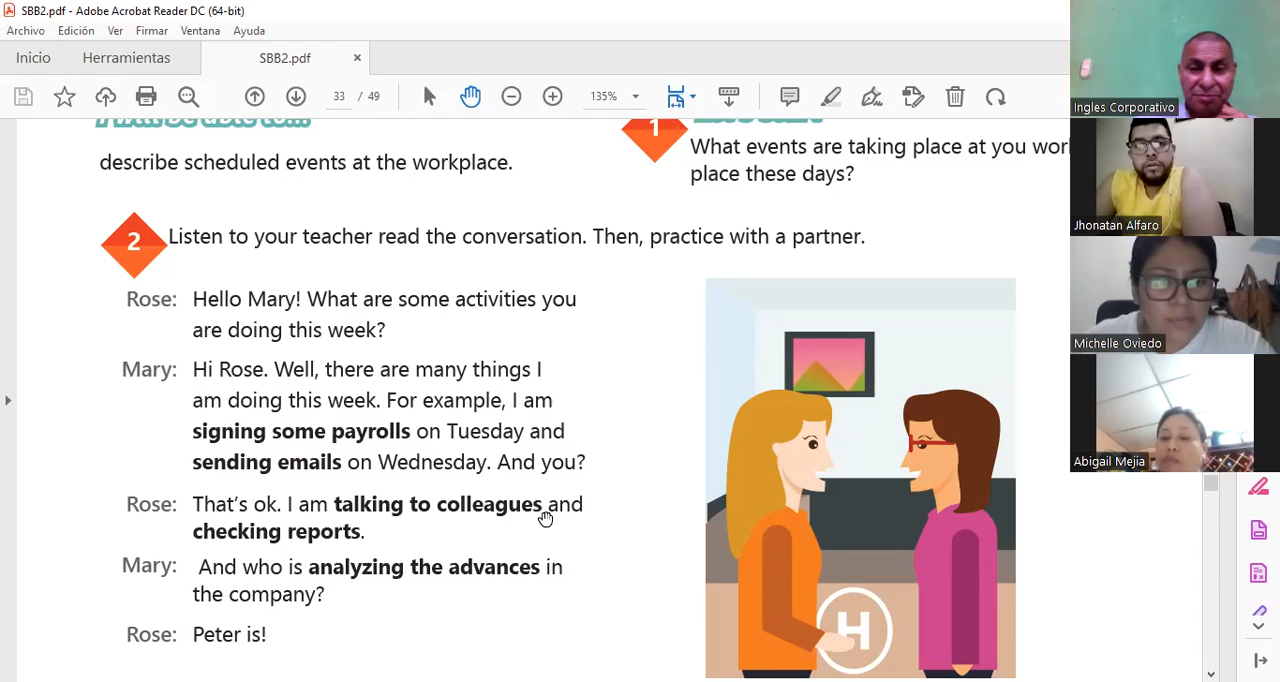 SBB2.pdf - Adobe Acrobat Reader DC (64-bit)
Archivo Edición Ver Firmar Ventana Ayuda
Inicio Herramientas SBB2.pdf ×
33 / 49 135%
describe scheduled events at the workplace.
1
What events are taking place at you wor
place these days?
2
Listen to your teacher read the conversation. Then, practice with a partner.
Rose: Hello Mary! What are some activities you
are doing this week?
Mary: Hi Rose. Well, there are many things I
am doing this week. For example, I am
signing some payrolls on Tuesday and
sending emails on Wednesday. And you?
Rose: That's ok. I am talking to colleagues and
checking reports.
Mary: And who is analyzing the advances in
the company?
Rose: Peter is!
H
Ingles Corporativo
Jhonatan Alfaro
Michelle Oviedo
Abigail Mejia